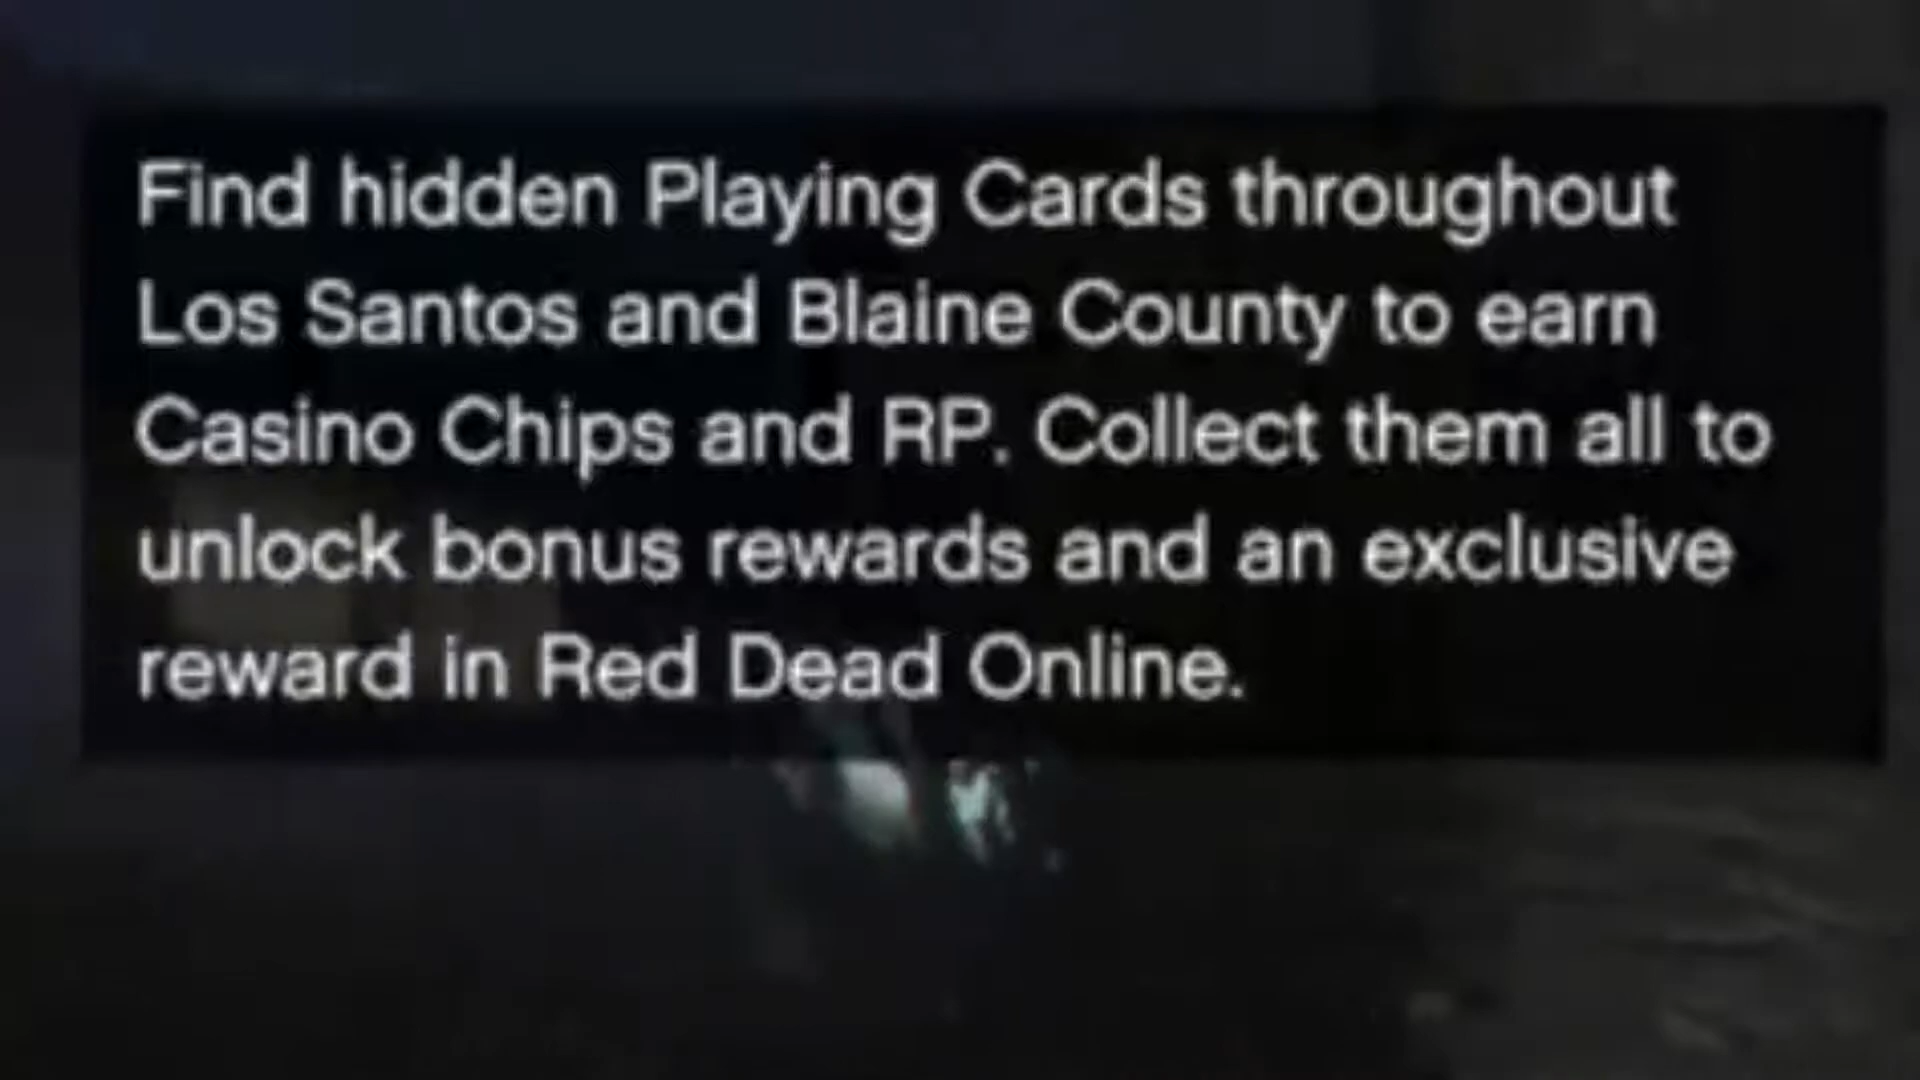 Find hidden Playing Cards throughout
Los Santos and Blaine County to earn
Casino Chips and RP. Collect them all to
unlock bonus rewards and an exclusive
reward in Red Dead Online.